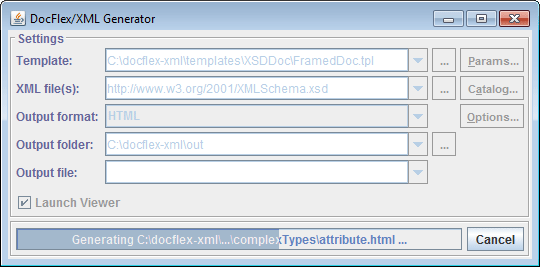 DocFlex/XML Generator
Settings
Template: C:\docflex-xml\templates\XSDDoc\FramedDoc.tpl ... Params...
XML file(s): http://www.w3.org/2001/XMLSchema.xsd ... Catalog...
Output format: HTML Options...
Output folder: C:\docflex-xml\out ...
Output file:
Launch Viewer
Generating C:\docflex-xml\...\complexTypes\attribute.html ... Cancel